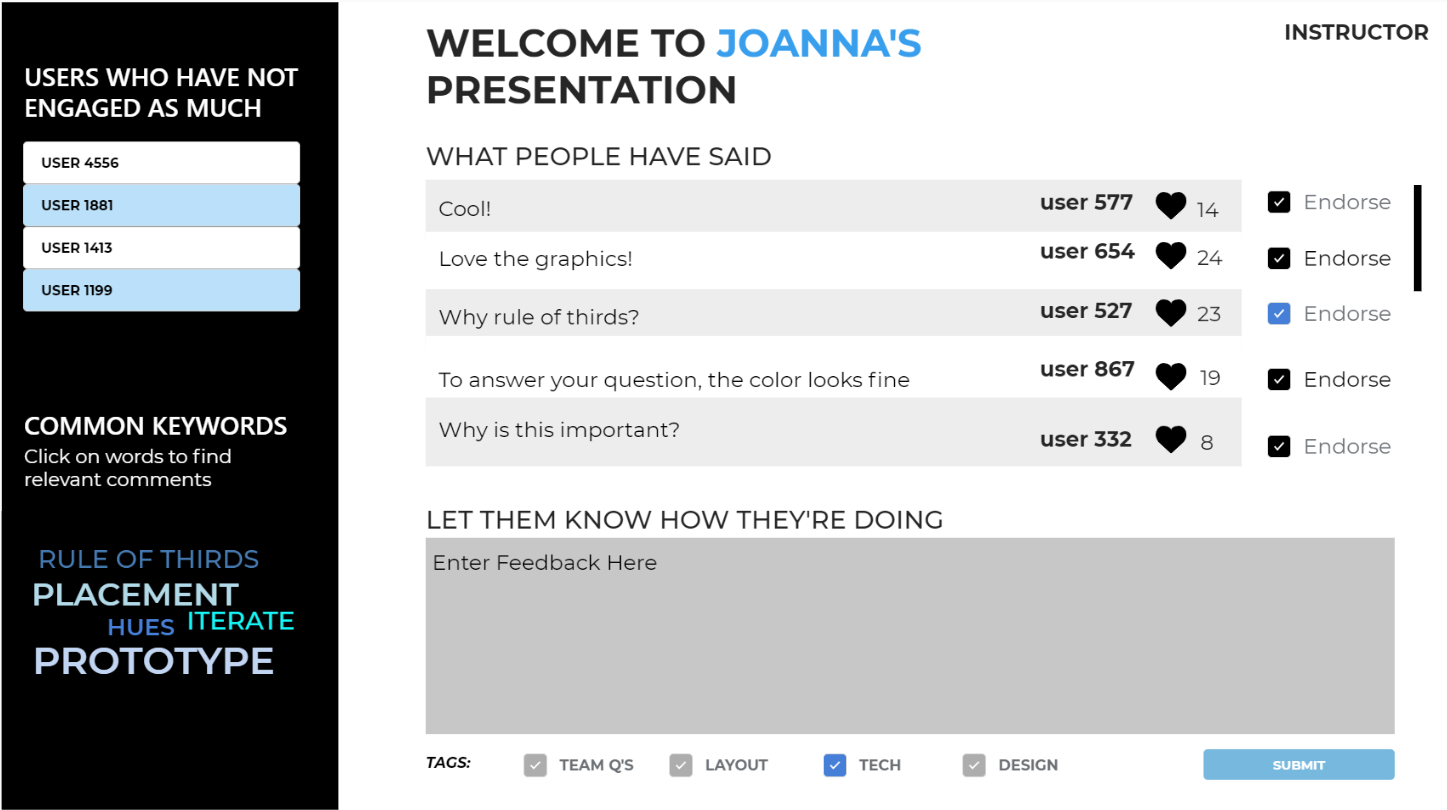 USERS WHO HAVE NOT
ENGAGED AS MUCH
USER 4556
USER 1881
USER 1413
USER 1199
COMMON KEYWORDS
Click on words to find
relevant comments
RULE OF THIRDS
PLACEMENT
HUES ITERATE
PROTOTYPE
INSTRUCTOR
WELCOME TO JOANNA'S
PRESENTATION
WHAT PEOPLE HAVE SAID
Cool! user 577 14 Endorse
Love the graphics! user 654 24 Endorse
Why rule of thirds? user 527 23 Endorse
To answer your question, the color looks fine user 867 19 Endorse
Why is this important? user 332 8 Endorse
LET THEM KNOW HOW THEY'RE DOING
Enter Feedback Here
TAGS: TEAM Q'S LAYOUT TECH DESIGN SUBMIT